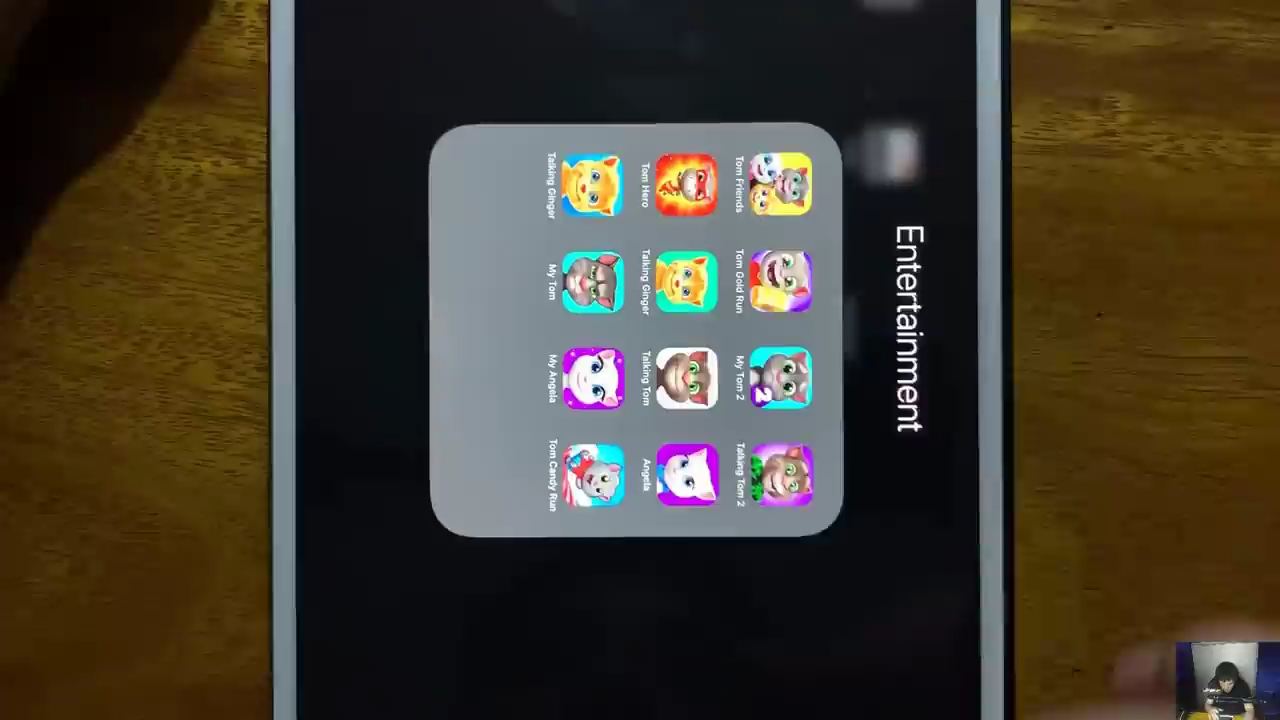 Entertainment
Tom Friends
Tom Gold Run
My Tom 2
Talking Tom 2
Tom Hero
Talking Ginger
Talking Tom
Angela
Talking Ginger
My Tom
My Angela
Tom Candy Run